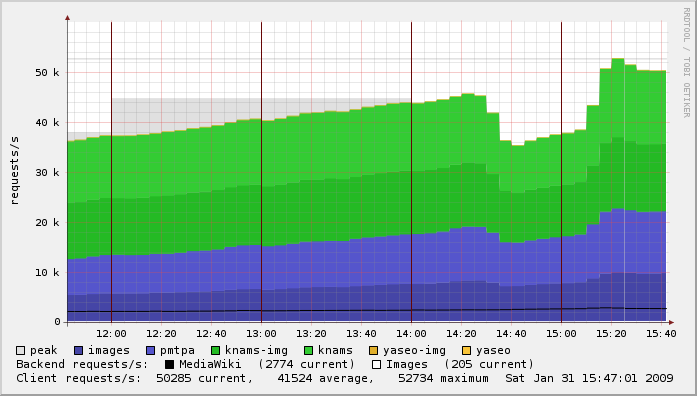 RRDTOOL / TOBI OETIKER
requests/s
50 k
40 k
30 k
20 k
10 k
0
12:00 12:20 12:40 13:00 13:20 13:40 14:00 14:20 14:40 15:00 15:20 15:40
peak images pmtpa knams-img knams yaseo-img yaseo
Backend requests/s: MediaWiki (2774 current) Images (205 current)
Client requests/s: 50285 current, 41524 average, 52734 maximum Sat Jan 31 15:47:01 2009